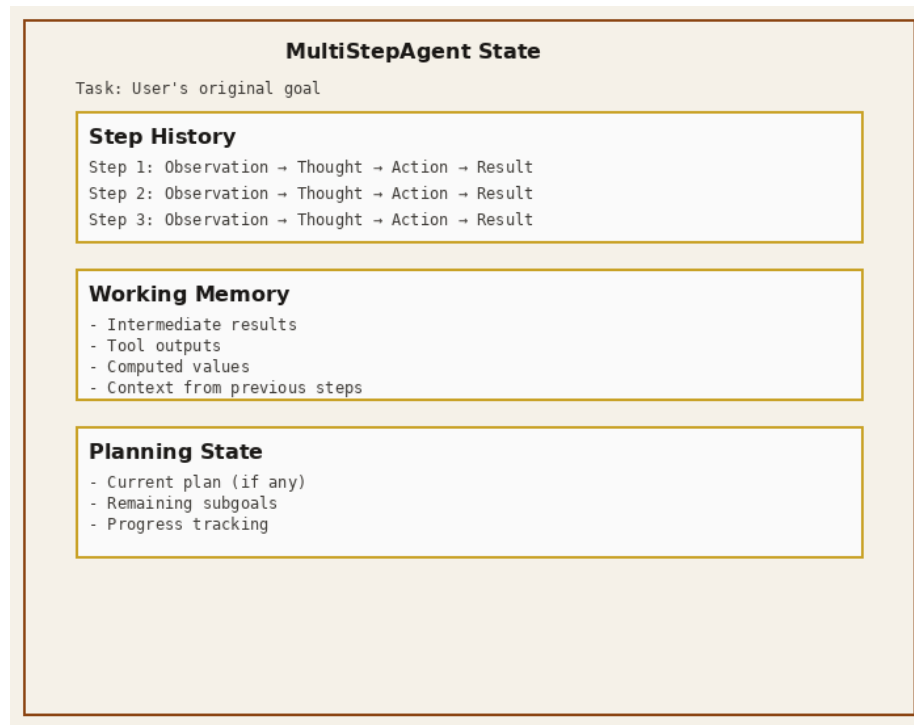 MultiStepAgent State
Task: User's original goal
Step History
Step 1: Observation → Thought → Action → Result
Step 2: Observation → Thought → Action → Result
Step 3: Observation → Thought → Action → Result
Working Memory
- Intermediate results
- Tool outputs
- Computed values
- Context from previous steps
Planning State
- Current plan (if any)
- Remaining subgoals
- Progress tracking